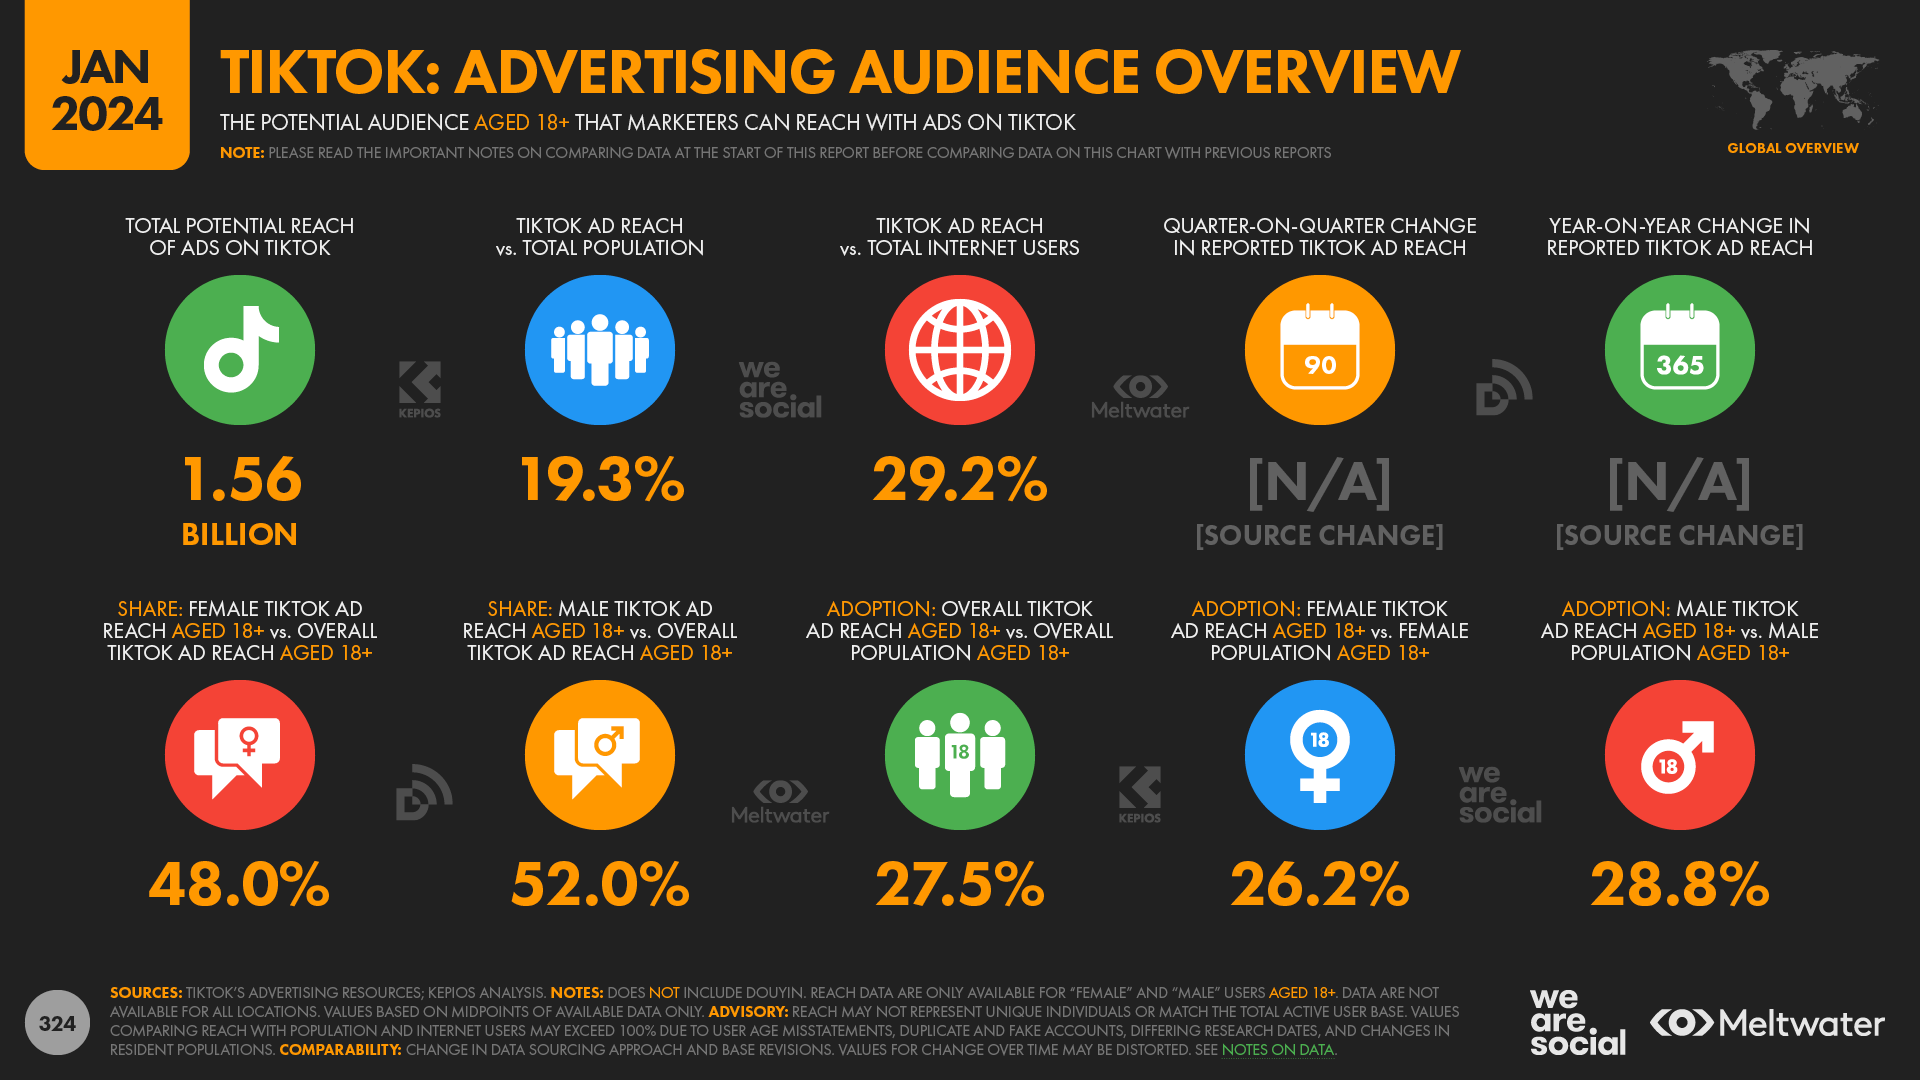 JAN
2024
TIKTOK: ADVERTISING AUDIENCE OVERVIEW
THE POTENTIAL AUDIENCE AGED 18+ THAT MARKETERS CAN REACH WITH ADS ON TIKTOK
NOTE: PLEASE READ THE IMPORTANT NOTES ON COMPARING DATA AT THE START OF THIS REPORT BEFORE COMPARING DATA ON THIS CHART WITH PREVIOUS REPORTS
GLOBAL OVERVIEW
TOTAL POTENTIAL REACH
OF ADS ON TIKTOK
1.56
BILLION
TIKTOK AD REACH
vs. TOTAL POPULATION
19.3%
TIKTOK AD REACH
vs. TOTAL INTERNET USERS
29.2%
QUARTER-ON-QUARTER CHANGE
IN REPORTED TIKTOK AD REACH
90
[N/A]
[SOURCE CHANGE]
YEAR-ON-YEAR CHANGE IN
REPORTED TIKTOK AD REACH
365
[N/A]
[SOURCE CHANGE]
KEPIOS
we
are
social
Meltwater
SHARE: FEMALE TIKTOK AD
REACH AGED 18+ vs. OVERALL
TIKTOK AD REACH AGED 18+
48.0%
SHARE: MALE TIKTOK AD
REACH AGED 18+ vs. OVERALL
TIKTOK AD REACH AGED 18+
52.0%
ADOPTION: OVERALL TIKTOK
AD REACH AGED 18+ vs. OVERALL
POPULATION AGED 18+
18
27.5%
ADOPTION: FEMALE TIKTOK
AD REACH AGED 18+ vs. FEMALE
POPULATION AGED 18+
18
26.2%
ADOPTION: MALE TIKTOK
AD REACH AGED 18+ vs. MALE
POPULATION AGED 18+
18
28.8%
Meltwater
KEPIOS
we
are
social
324
SOURCES: TIKTOK'S ADVERTISING RESOURCES; KEPIOS ANALYSIS. NOTES: DOES NOT INCLUDE DOUYIN. REACH DATA ARE ONLY AVAILABLE FOR "FEMALE" AND "MALE" USERS AGED 18+. DATA ARE NOT
AVAILABLE FOR ALL LOCATIONS. VALUES BASED ON MIDPOINTS OF AVAILABLE DATA ONLY. ADVISORY: REACH MAY NOT REPRESENT UNIQUE INDIVIDUALS OR MATCH THE TOTAL ACTIVE USER BASE. VALUES
COMPARING REACH WITH POPULATION AND INTERNET USERS MAY EXCEED 100% DUE TO USER AGE MISSTATEMENTS, DUPLICATE AND FAKE ACCOUNTS, DIFFERING RESEARCH DATES, AND CHANGES IN
RESIDENT POPULATIONS. COMPARABILITY: CHANGE IN DATA SOURCING APPROACH AND BASE REVISIONS. VALUES FOR CHANGE OVER TIME MAY BE DISTORTED. SEE NOTES ON DATA.
we
are
social
Meltwater